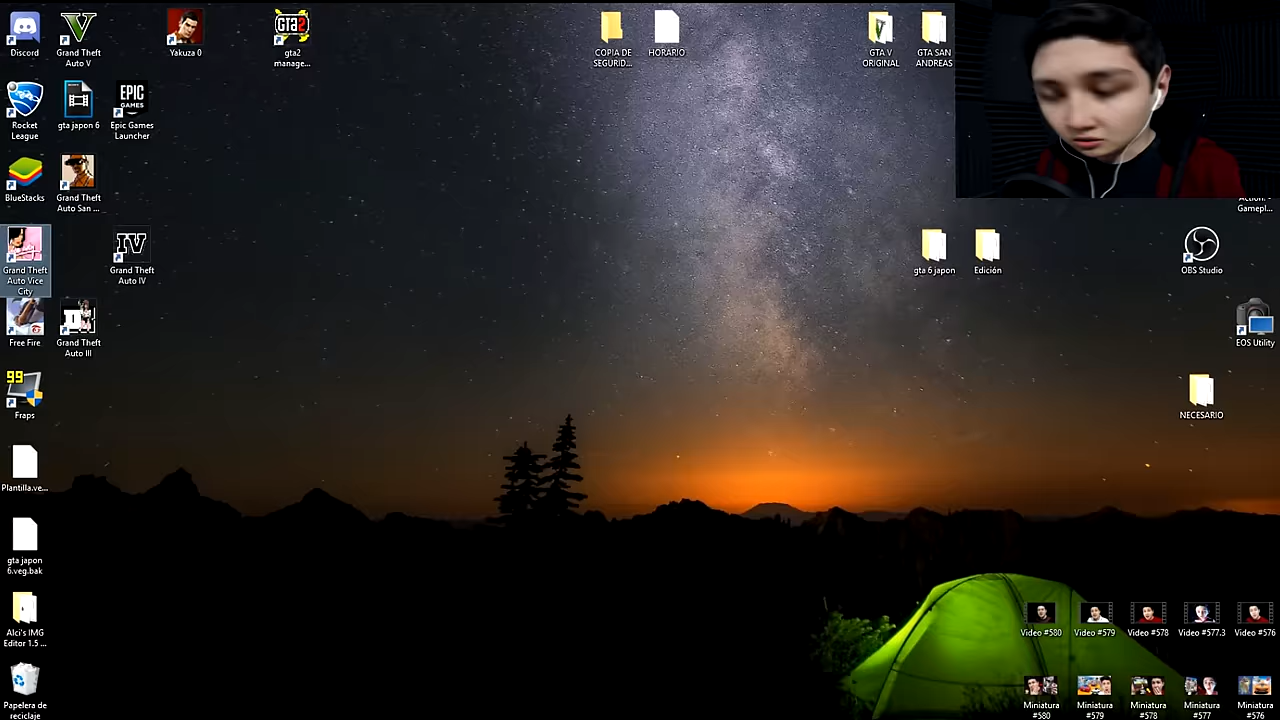 Discord
Grand Theft
Auto V
Yakuza 0
GTA2
gta2
manage...
COPIA DE
SEGURID...
HORARIO
GTA V
ORIGINAL
GTA SAN
ANDREAS
Rocket
League
gta japon 6
EPIC
GAMES
Epic Games
Launcher
BlueStacks
Grand Theft
Auto San ...
Action!
Gamepl...
Grand Theft
Auto Vice
City
IV
Grand Theft
Auto IV
gta 6 japon
Edición
OBS Studio
Free Fire
Grand Theft
Auto III
EOS Utility
99
Fraps
NECESARIO
Plantilla.ve...
gta japon
6.veg.bak
Alci's IMG
Editor 1.5 ...
Video #580
Video #579
Video #578
Video #577.3
Video #576
Papelera de
reciclaje
Miniatura
#580
Miniatura
#579
Miniatura
#578
Miniatura
#577
Miniatura
#576